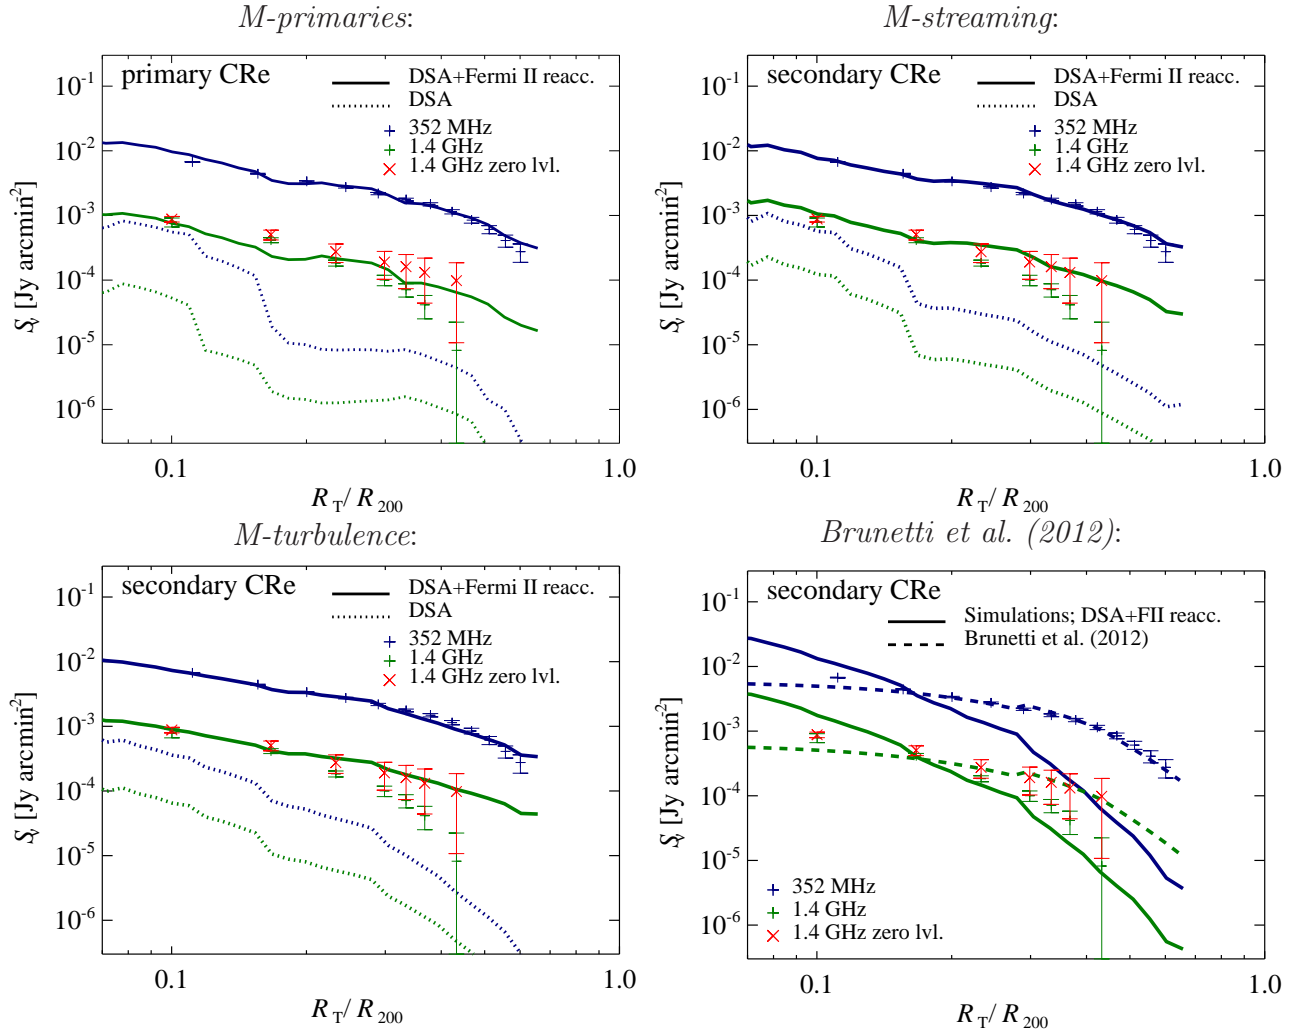 M-primaries:
primary CRe
DSA+Fermi II reacc.
DSA
352 MHz
1.4 GHz
1.4 GHz zero lvl.
10⁻¹
10⁻²
10⁻³
10⁻⁴
10⁻⁵
10⁻⁶
Sν [Jy arcmin⁻²]
0.1
1.0
R_T / R_200
M-streaming:
secondary CRe
DSA+Fermi II reacc.
DSA
352 MHz
1.4 GHz
1.4 GHz zero lvl.
10⁻¹
10⁻²
10⁻³
10⁻⁴
10⁻⁵
10⁻⁶
Sν [Jy arcmin⁻²]
0.1
1.0
R_T / R_200
M-turbulence:
secondary CRe
DSA+Fermi II reacc.
DSA
352 MHz
1.4 GHz
1.4 GHz zero lvl.
10⁻¹
10⁻²
10⁻³
10⁻⁴
10⁻⁵
10⁻⁶
Sν [Jy arcmin⁻²]
0.1
1.0
R_T / R_200
Brunetti et al. (2012):
secondary CRe
Simulations; DSA+FII reacc.
Brunetti et al. (2012)
10⁻¹
10⁻²
10⁻³
10⁻⁴
10⁻⁵
10⁻⁶
Sν [Jy arcmin⁻²]
352 MHz
1.4 GHz
1.4 GHz zero lvl.
0.1
1.0
R_T / R_200